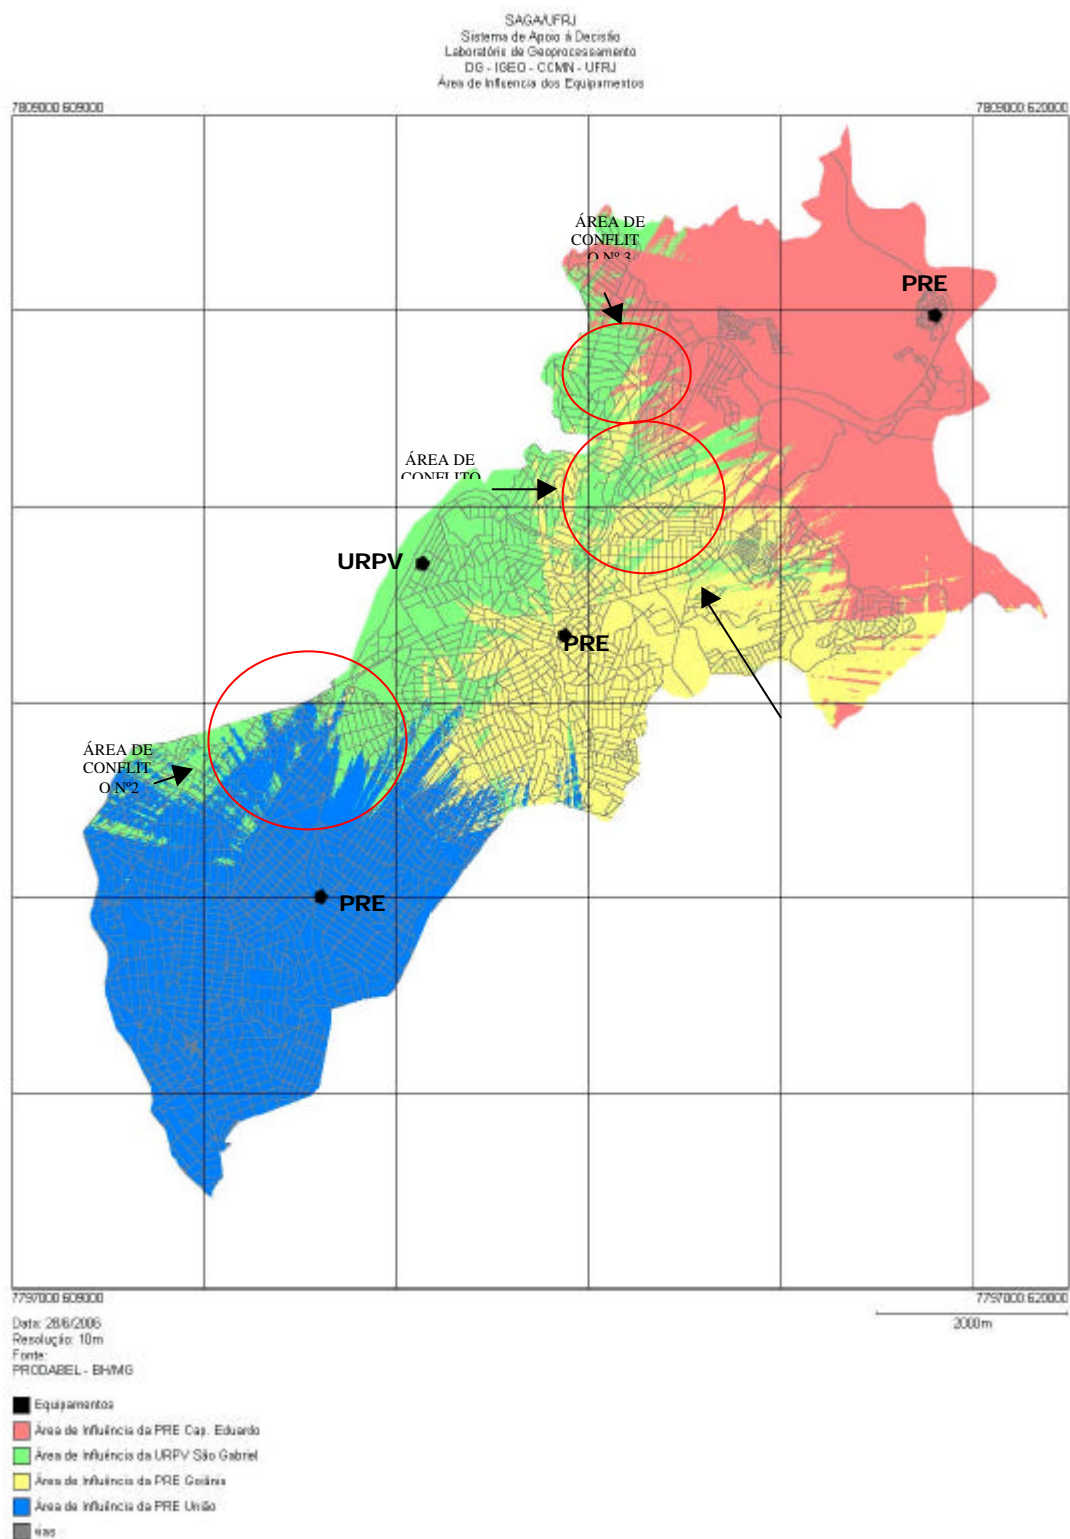 SAGA/UFRJ
Sistema de Apoio à Decisão
Laboratório de Geoprocessamento
DG - IGEO - CCMN - UFRJ
Área de Influencia dos Equipamentos
7809000 609000
7809000 620000
ÁREA DE
CONFLIT
O Nº 3
PRE
ÁREA DE
CONFLITO
URPV
PRE
ÁREA DE
CONFLIT
O Nº2
PRE
7797000 609000
7797000 620000
Data: 28/6/2006
Resolução: 10m
Fonte:
PRODABEL - BH/MG
2000m
Equipamentos
Área de Influência da PRE Cap. Eduardo
Área de Influência da URPV São Gabriel
Área de Influência da PRE Goiânia
Área de Influência da PRE União
vias